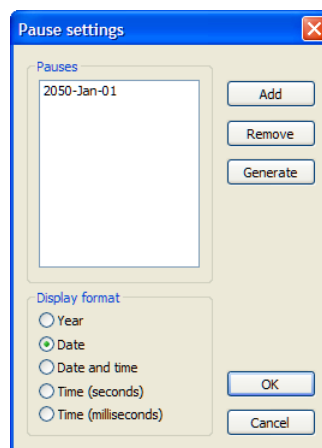 Pause settings
Pauses
2050-Jan-01
Add
Remove
Generate
Display format
Year
Date
Date and time
Time (seconds)
Time (milliseconds)
OK
Cancel